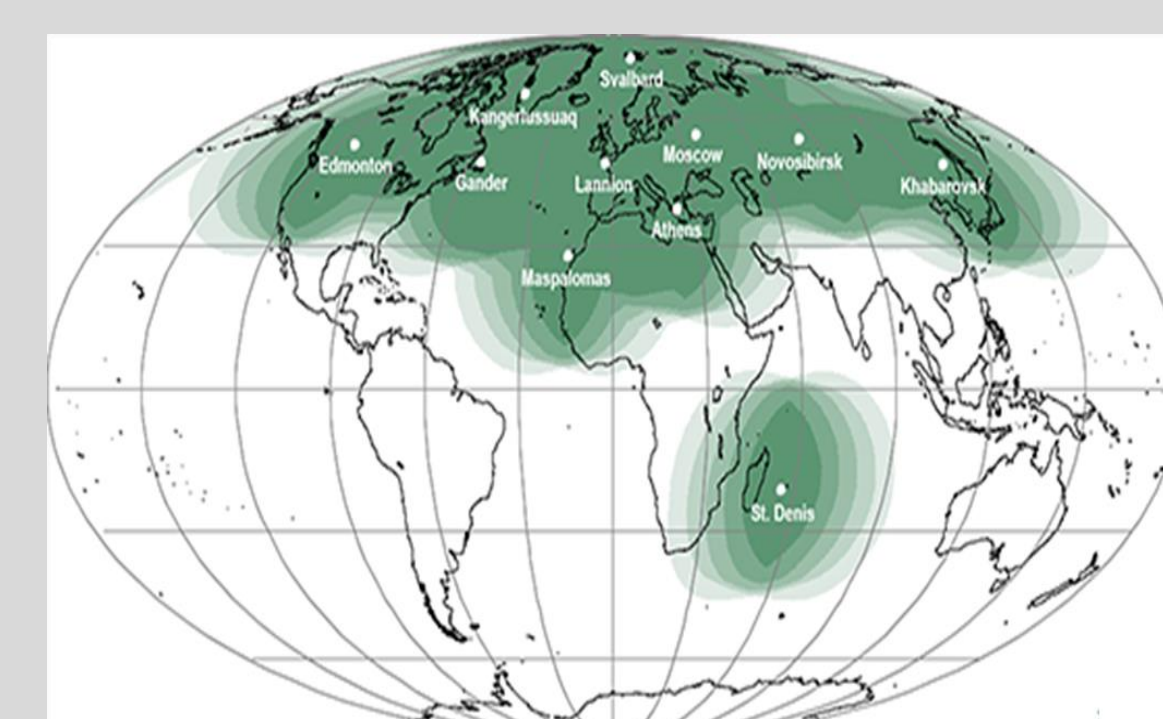 Svalbard
Kangerlussuaq
Edmonton
Gander
Lannion
Moscow
Novosibirsk
Khabarovsk
Athens
Maspalomas
St. Denis